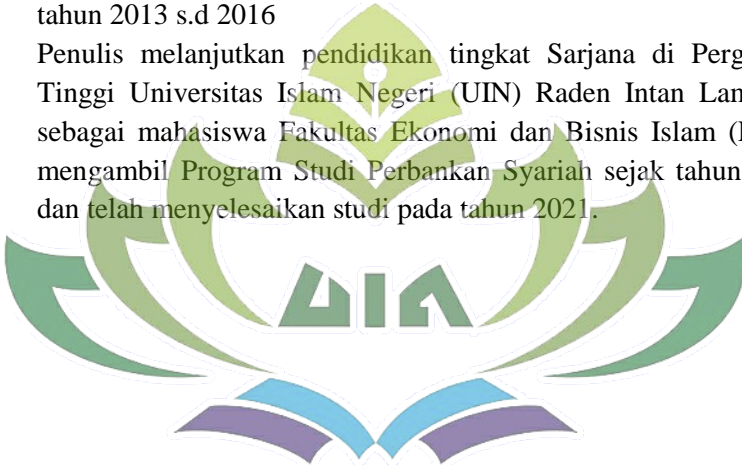 tahun 2013 s.d 2016
Penulis melanjutkan pendidikan tingkat Sarjana di Perg
Tinggi Universitas Islam Negeri (UIN) Raden Intan Lam
sebagai mahasiswa Fakultas Ekonomi dan Bisnis Islam (
mengambil Program Studi Perbankan Syariah sejak tahun
dan telah menyelesaikan studi pada tahun 2021.
UIN